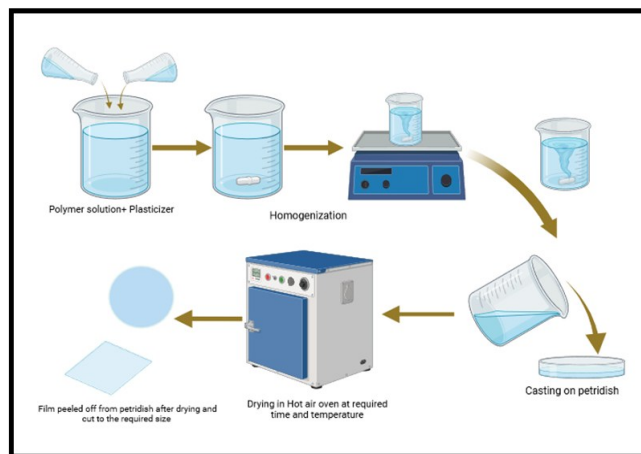 Polymer solution+ Plasticizer
Homogenization
Casting on petridish
Drying in Hot air oven at required
time and temperature
Film peeled off from petridish after drying and
cut to the required size